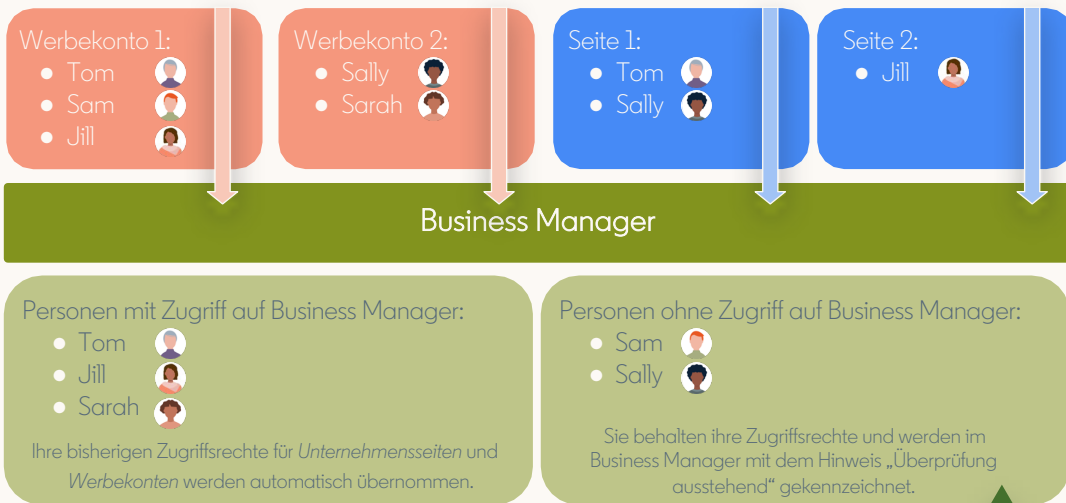 Werbekonto 1:
● Tom
● Sam
● Jill
Werbekonto 2:
● Sally
● Sarah
Seite 1:
● Tom
● Sally
Seite 2:
● Jill
Business Manager
Personen mit Zugriff auf Business Manager:
● Tom
● Jill
● Sarah
Ihre bisherigen Zugriffsrechte für Unternehmensseiten und
Werbekonten werden automatisch übernommen.
Personen ohne Zugriff auf Business Manager:
● Sam
● Sally
Sie behalten ihre Zugriffsrechte und werden im
Business Manager mit dem Hinweis „Überprüfung
ausstehend“ gekennzeichnet.